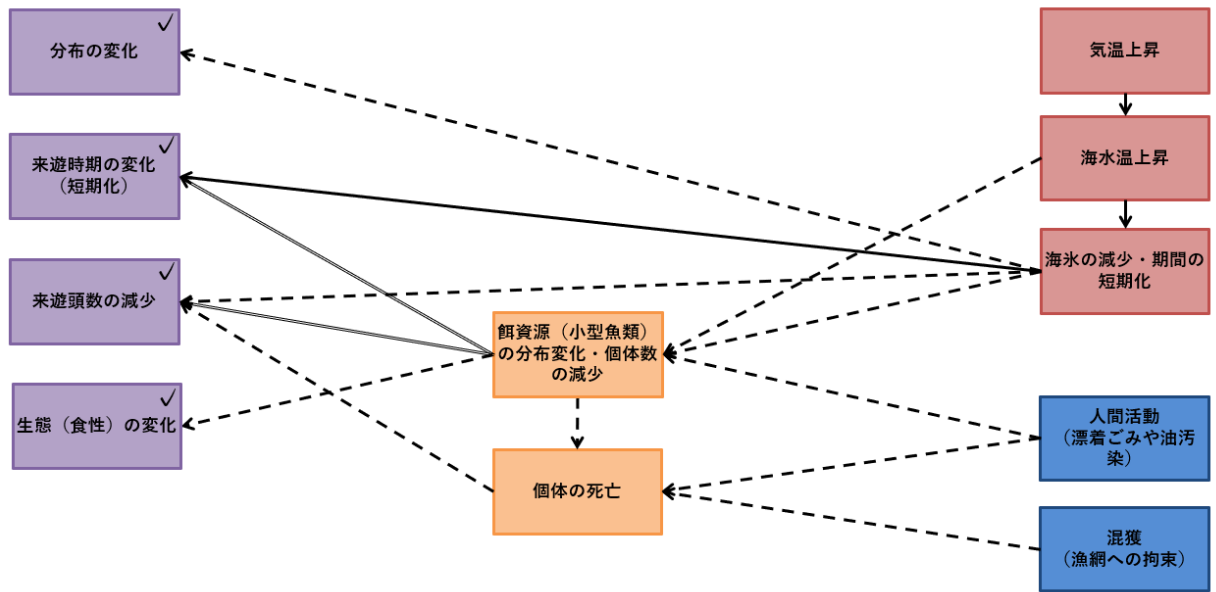 分布の変化
来遊時期の変化
（短期化）
来遊頭数の減少
生態（食性）の変化
餌資源（小型魚類）
の分布変化・個体数
の減少
個体の死亡
気温上昇
海水温上昇
海氷の減少・期間の
短期化
人間活動
（漂着ごみや油汚
染）
混獲
（漁網への拘束）